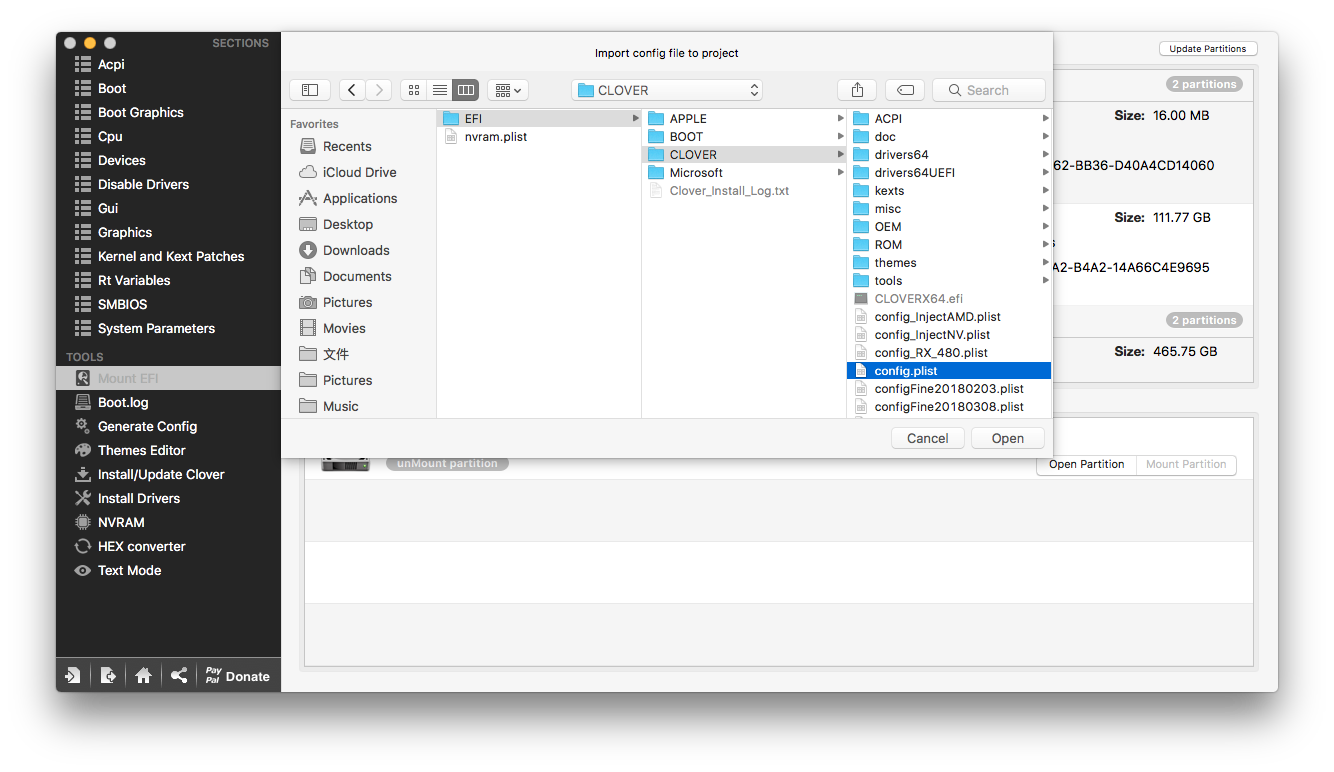 SECTIONS
Acpi
Boot
Boot Graphics
Cpu
Devices
Disable Drivers
Gui
Graphics
Kernel and Kext Patches
Rt Variables
SMBIOS
System Parameters
TOOLS
Mount EFI
Boot.log
Generate Config
Themes Editor
Install/Update Clover
Install Drivers
NVRAM
HEX converter
Text Mode
Pay
Pal
Donate
Import config file to project
CLOVER
Search
Favorites
Recents
iCloud Drive
Applications
Desktop
Downloads
Documents
Pictures
Movies
文件
Pictures
Music
EFI
nvram.plist
APPLE
BOOT
CLOVER
Microsoft
Clover_Install_Log.txt
ACPI
doc
drivers64
drivers64UEFI
kexts
misc
OEM
ROM
themes
tools
CLOVERX64.efi
config_InjectAMD.plist
config_InjectNV.plist
config_RX_480.plist
config.plist
configFine20180203.plist
configFine20180308.plist
Cancel
Open
Update Partitions
2 partitions
Size: 16.00 MB
62-BB36-D40A4CD14060
Size: 111.77 GB
A2-B4A2-14A66C4E9695
2 partitions
Size: 465.75 GB
unMount partition
Open Partition
Mount Partition